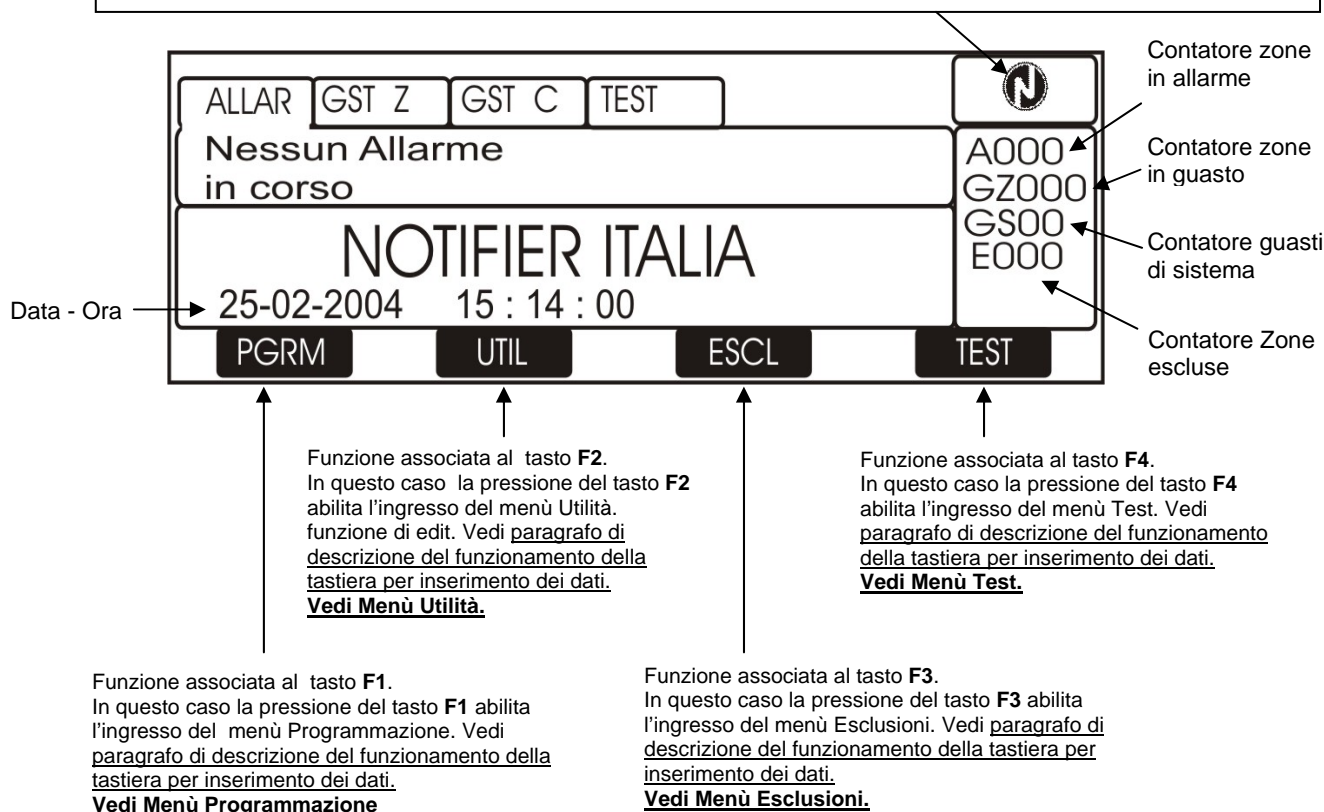 Contatore zone
in allarme
ALLAR GST Z GST C TEST
Nessun Allarme
in corso
A000
GZ000
GS00
E000
Contatore zone
in guasto
NOTIFIER ITALIA
Contatore guasti
di sistema
Data - Ora
25-02-2004 15 : 14 : 00
Contatore Zone
escluse
PGRM UTIL ESCL TEST
Funzione associata al tasto F2.
In questo caso la pressione del tasto F2
abilita l'ingresso del menù Utilità.
funzione di edit. Vedi paragrafo di
descrizione del funzionamento della
tastiera per inserimento dei dati.
Vedi Menù Utilità.
Funzione associata al tasto F4.
In questo caso la pressione del tasto F4
abilita l'ingresso del menù Test. Vedi
paragrafo di descrizione del funzionamento
della tastiera per inserimento dei dati.
Vedi Menù Test.
Funzione associata al tasto F1.
In questo caso la pressione del tasto F1 abilita
l'ingresso del menù Programmazione. Vedi
paragrafo di descrizione del funzionamento della
tastiera per inserimento dei dati.
Vedi Menù Programmazione
Funzione associata al tasto F3.
In questo caso la pressione del tasto F3 abilita
l'ingresso del menù Esclusioni. Vedi paragrafo di
descrizione del funzionamento della tastiera per
inserimento dei dati.
Vedi Menù Esclusioni.